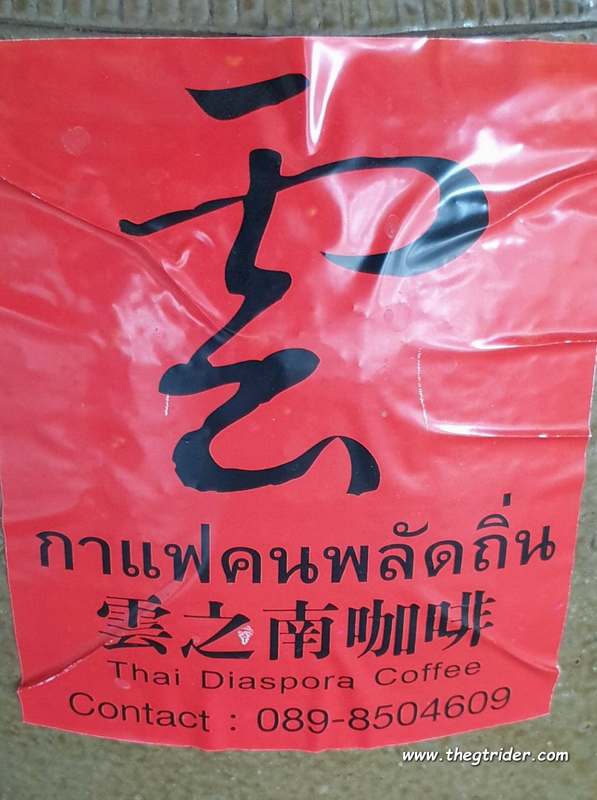 雲
กาแฟคนพลัดถิ่น
雲之南咖啡
Thai Diaspora Coffee
Contact : 089-8504609
www.thegtrider.com